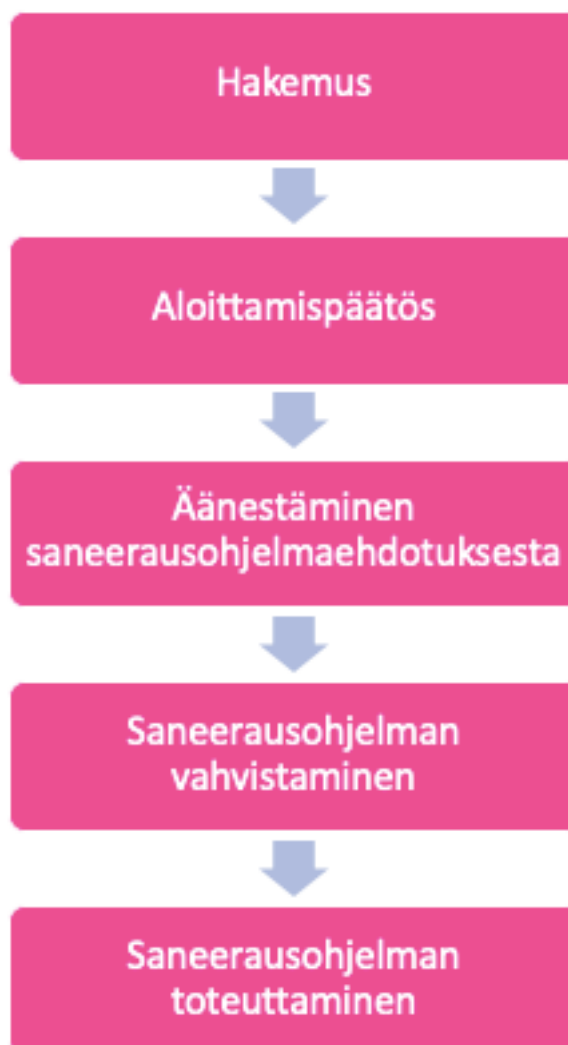 Hakemus
Aloittamispäätös
Äänestäminen
saneerausohjelmaehdotuksesta
Saneerausohjelman
vahvistaminen
Saneerausohjelman
toteuttaminen